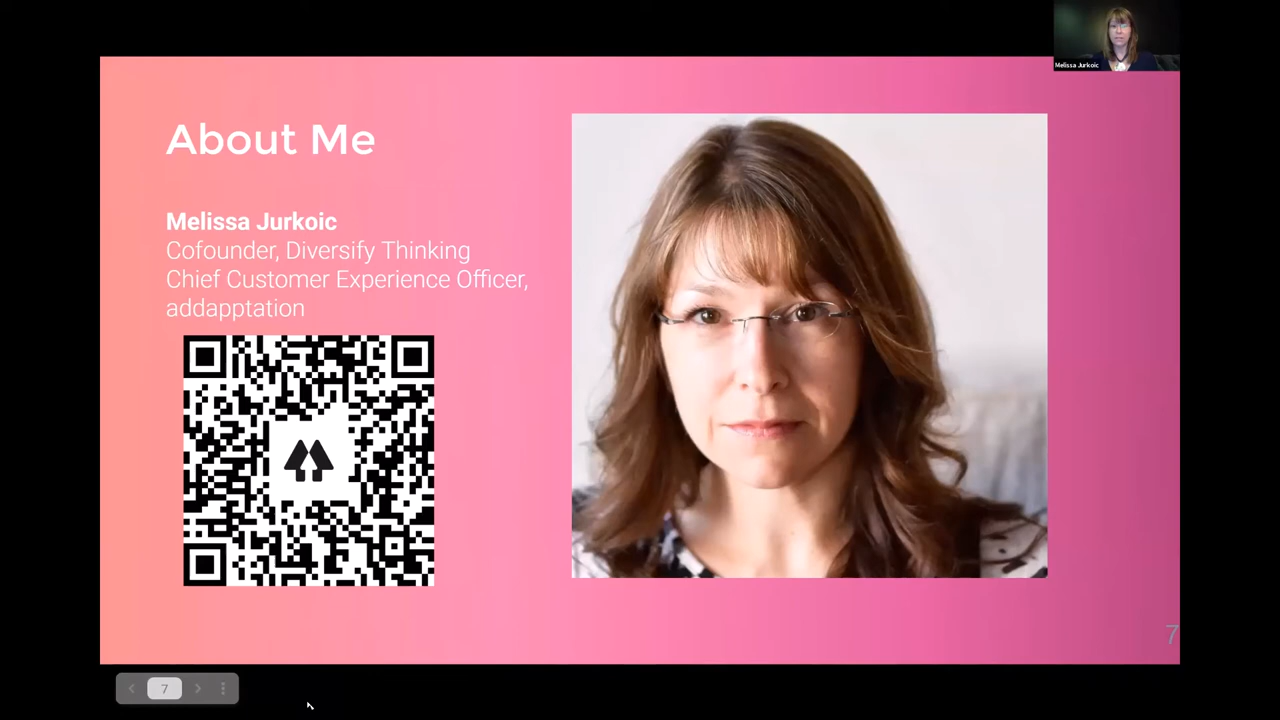 Melissa Jurkoic
About Me
Melissa Jurkoic
Cofounder, Diversify Thinking
Chief Customer Experience Officer,
addapptation
7
7